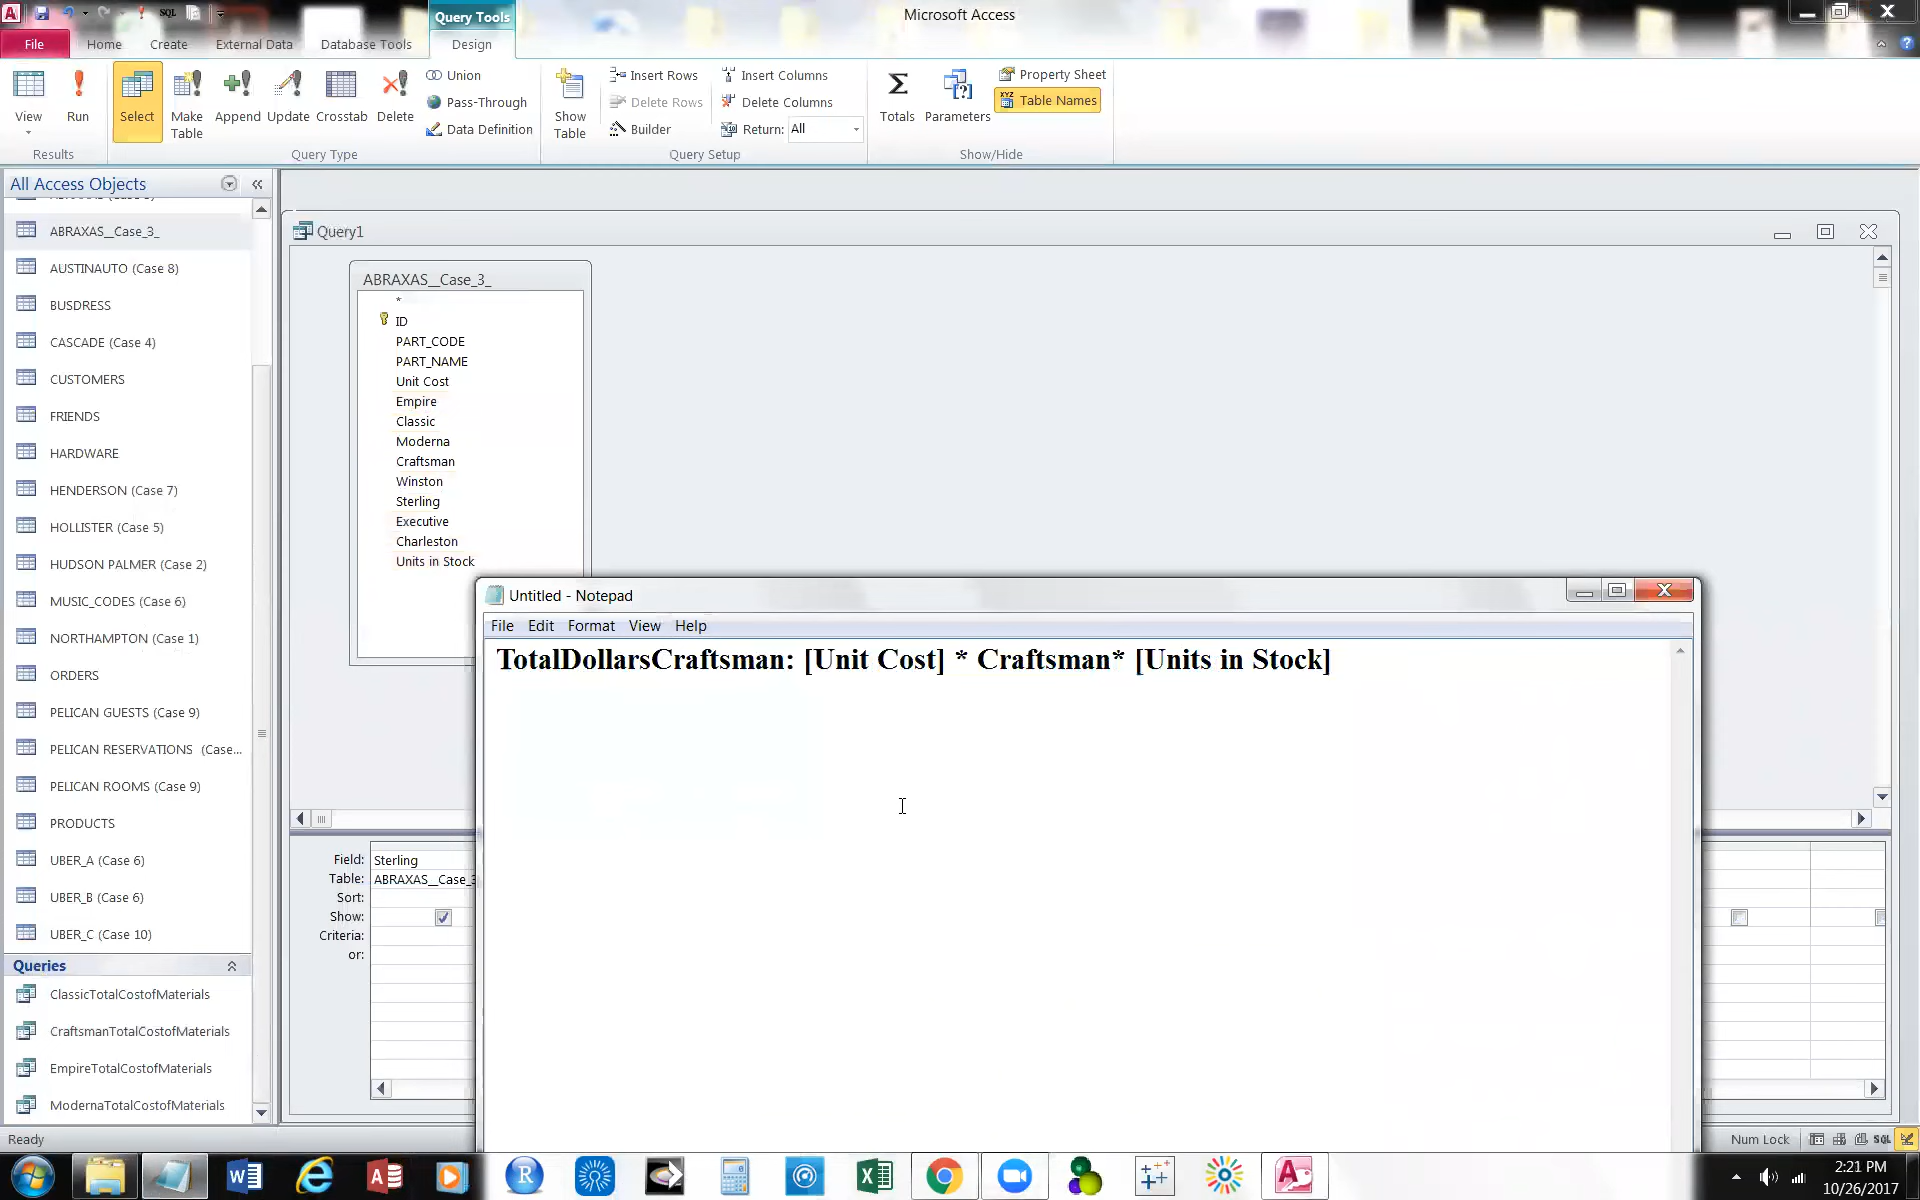 SQL
Query Tools
Microsoft Access
File
Home
Create
External Data
Database Tools
Design
View
Run
Results
Select
Make Table
Append
Update
Crosstab
Delete
Union
Pass-Through
Data Definition
Query Type
Show Table
Insert Rows
Delete Rows
Builder
Insert Columns
Delete Columns
Return: All
Query Setup
Totals
Parameters
Property Sheet
Table Names
Show/Hide
All Access Objects
ABRAXAS__Case_3_
AUSTINAUTO (Case 8)
BUSDRESS
CASCADE (Case 4)
CUSTOMERS
FRIENDS
HARDWARE
HENDERSON (Case 7)
HOLLISTER (Case 5)
HUDSON PALMER (Case 2)
MUSIC_CODES (Case 6)
NORTHAMPTON (Case 1)
ORDERS
PELICAN GUESTS (Case 9)
PELICAN RESERVATIONS (Case...
PELICAN ROOMS (Case 9)
PRODUCTS
UBER_A (Case 6)
UBER_B (Case 6)
UBER_C (Case 10)
Queries
ClassicTotalCostofMaterials
CraftsmanTotalCostofMaterials
EmpireTotalCostofMaterials
ModernaTotalCostofMaterials
Query1
ABRAXAS__Case_3_
*
ID
PART_CODE
PART_NAME
Unit Cost
Empire
Classic
Moderna
Craftsman
Winston
Sterling
Executive
Charleston
Units in Stock
Untitled - Notepad
File Edit Format View Help
TotalDollarsCraftsman: [Unit Cost] * Craftsman* [Units in Stock]
Field: Sterling
Table: ABRAXAS__Case_3
Sort:
Show:
Criteria:
or:
Ready
Num Lock
SQL
2:21 PM
10/26/2017